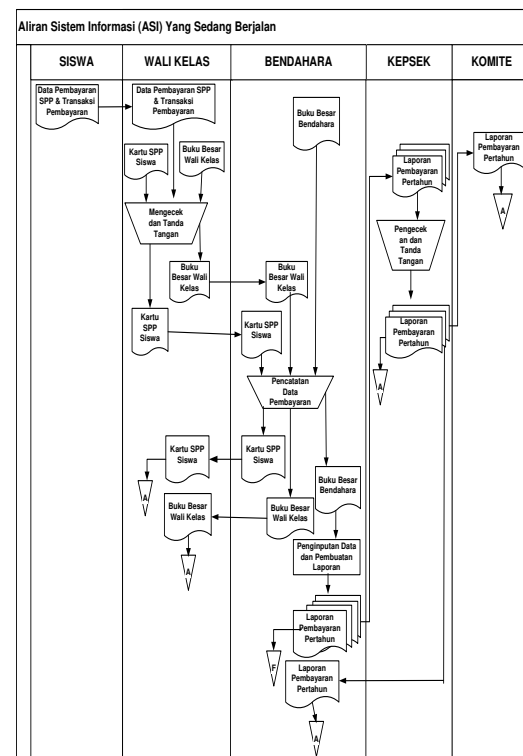 Aliran Sistem Informasi (ASI) Yang Sedang Berjalan
SISWA
WALI KELAS
BENDAHARA
KEPSEK
KOMITE
Data Pembayaran
SPP & Transaksi
Pembayaran
Data Pembayaran SPP
& Transaksi
Pembayaran
Buku Besar
Bendahara
Kartu SPP
Siswa
Buku Besar
Wali Kelas
Laporan
Pembayaran
Pertahun
Laporan
Pembayaran
Pertahun
A
Mengecek
dan Tanda
Tangan
Pengecek
an dan
Tanda
Tangan
Buku
Besar Wali
Kelas
Buku
Besar Wali
Kelas
Kartu
SPP
Siswa
Kartu SPP
Siswa
Laporan
Pembayaran
Pertahun
A
Pencatatan
Data
Pembayaran
Kartu SPP
Siswa
Kartu SPP
Siswa
A
Buku Besar
Bendahara
Buku Besar
Wali Kelas
Buku Besar
Wali Kelas
A
Penginputan Data
dan Pembuatan
Laporan
Laporan
Pembayaran
Pertahun
F
Laporan
Pembayaran
Pertahun
A